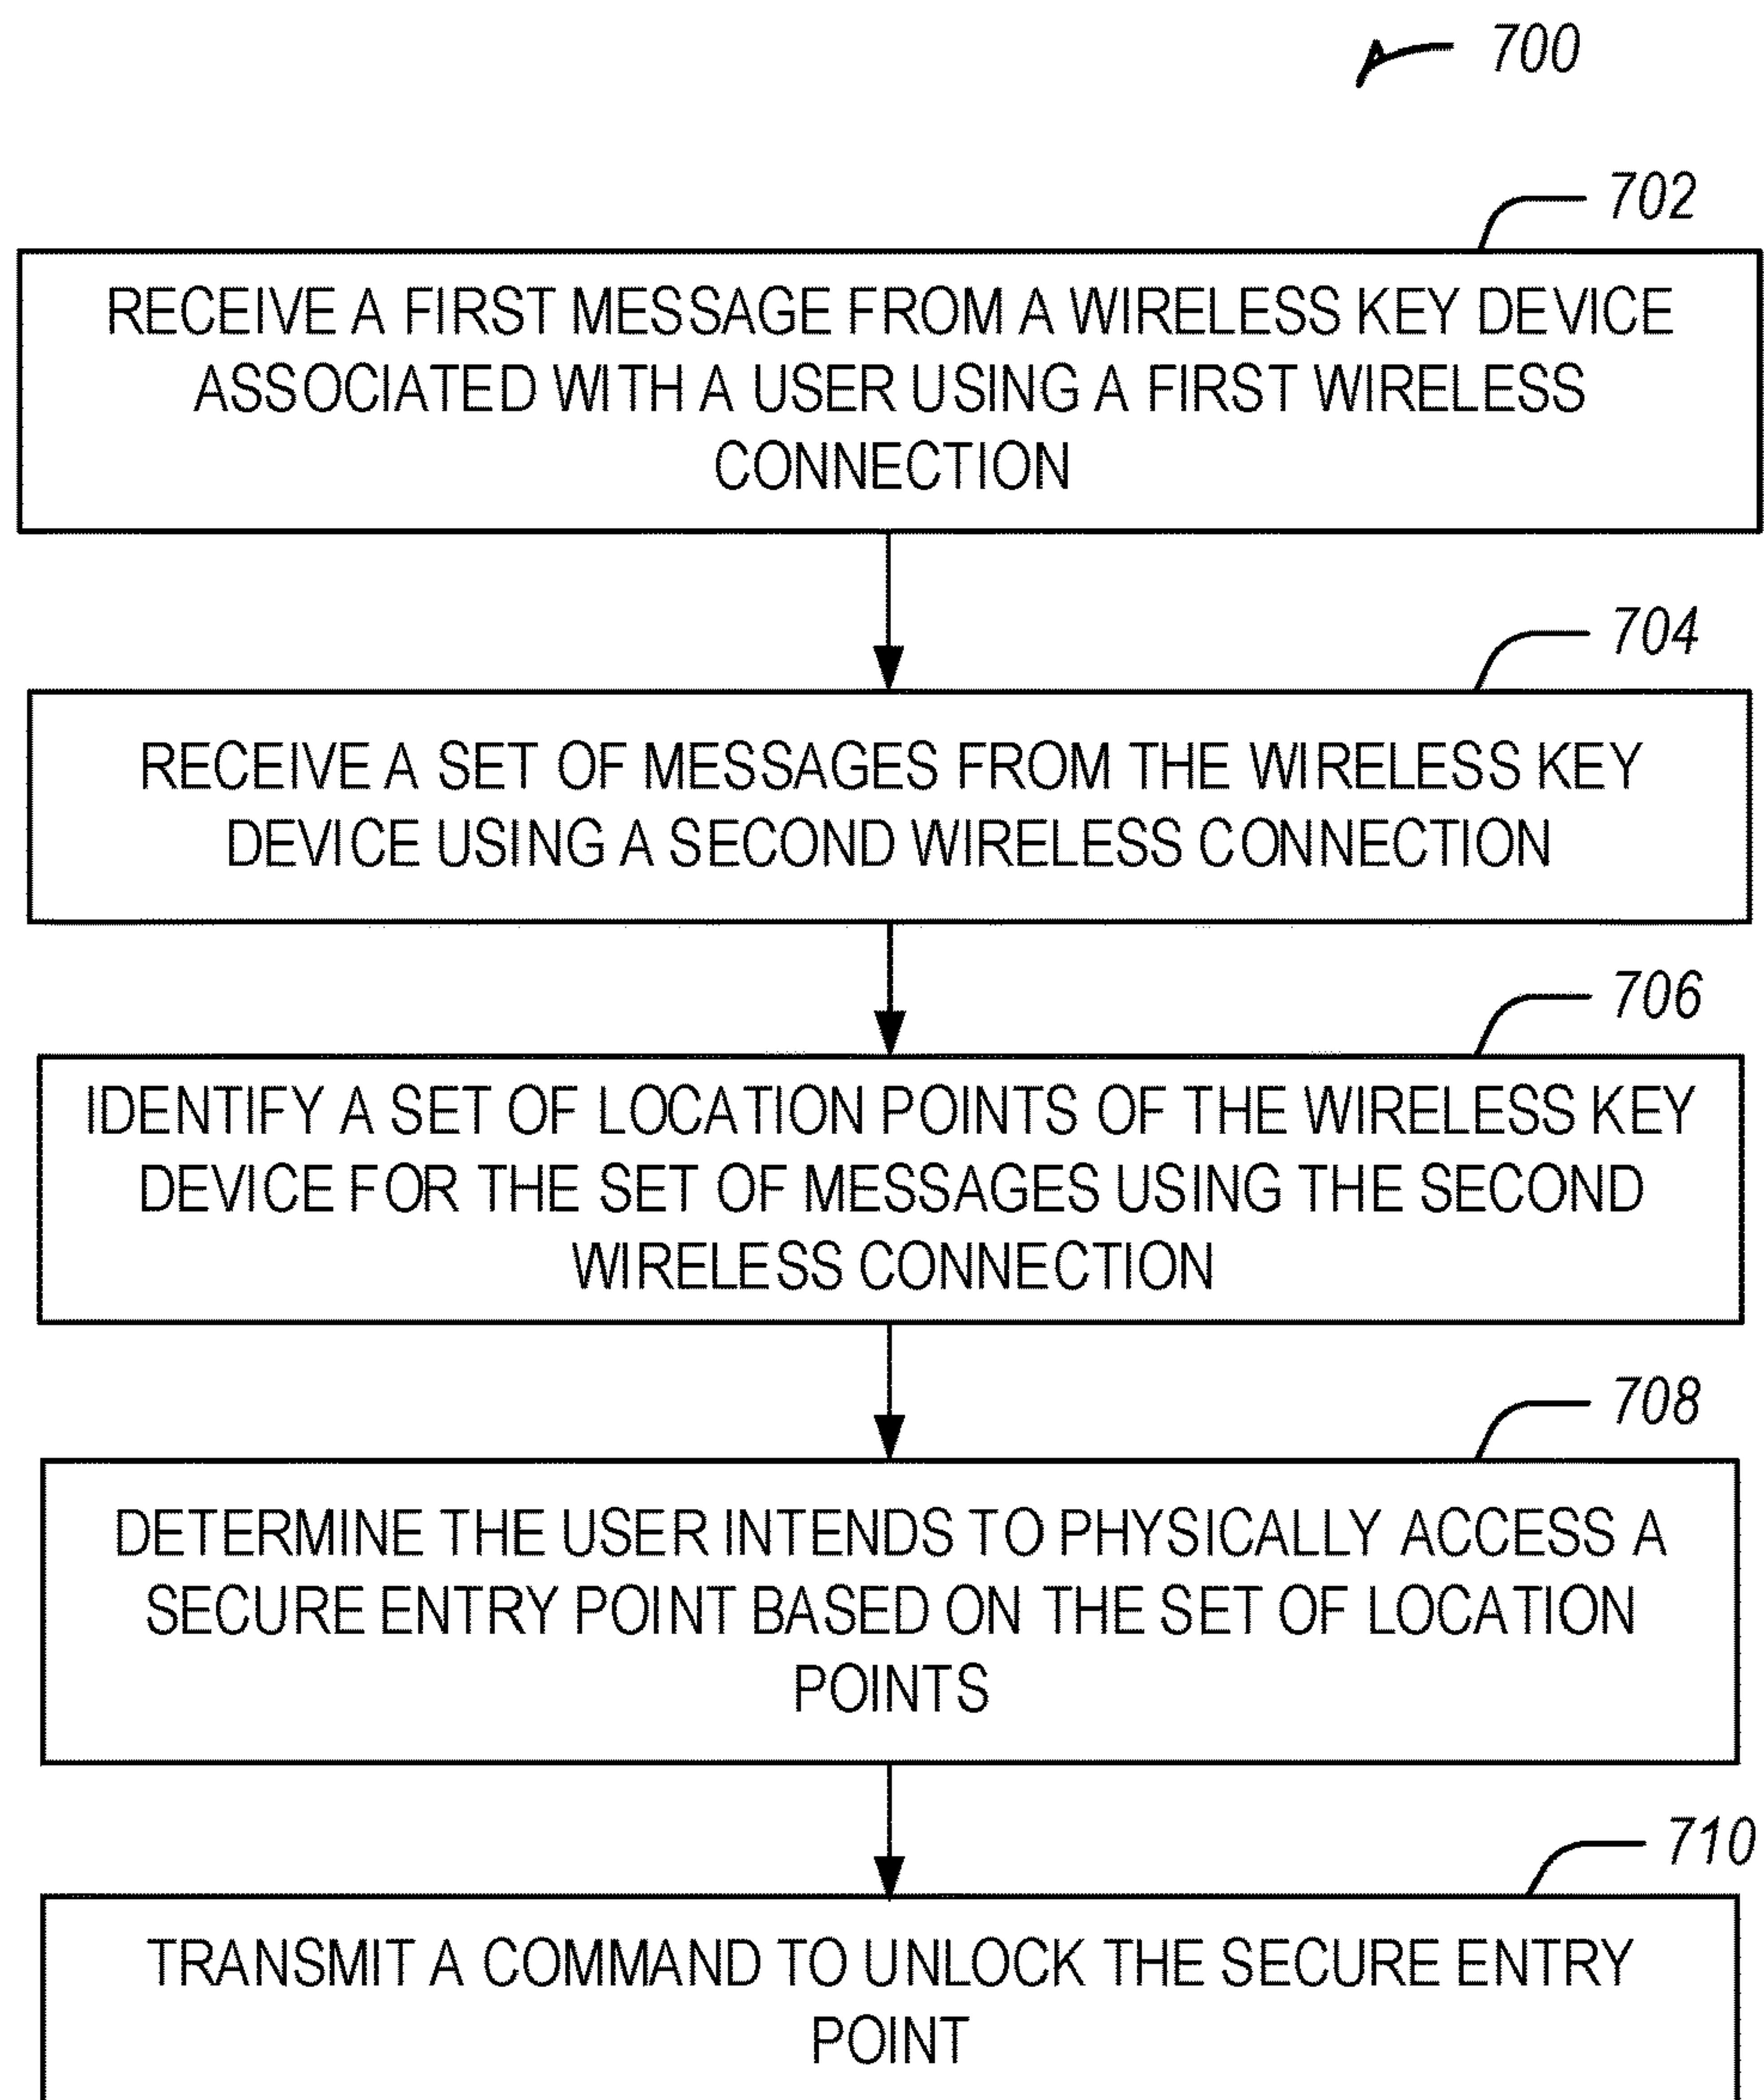 700
702
RECEIVE A FIRST MESSAGE FROM A WIRELESS KEY DEVICE
ASSOCIATED WITH A USER USING A FIRST WIRELESS
CONNECTION
704
RECEIVE A SET OF MESSAGES FROM THE WIRELESS KEY
DEVICE USING A SECOND WIRELESS CONNECTION
706
IDENTIFY A SET OF LOCATION POINTS OF THE WIRELESS KEY
DEVICE FOR THE SET OF MESSAGES USING THE SECOND
WIRELESS CONNECTION
708
DETERMINE THE USER INTENDS TO PHYSICALLY ACCESS A
SECURE ENTRY POINT BASED ON THE SET OF LOCATION
POINTS
710
TRANSMIT A COMMAND TO UNLOCK THE SECURE ENTRY
POINT